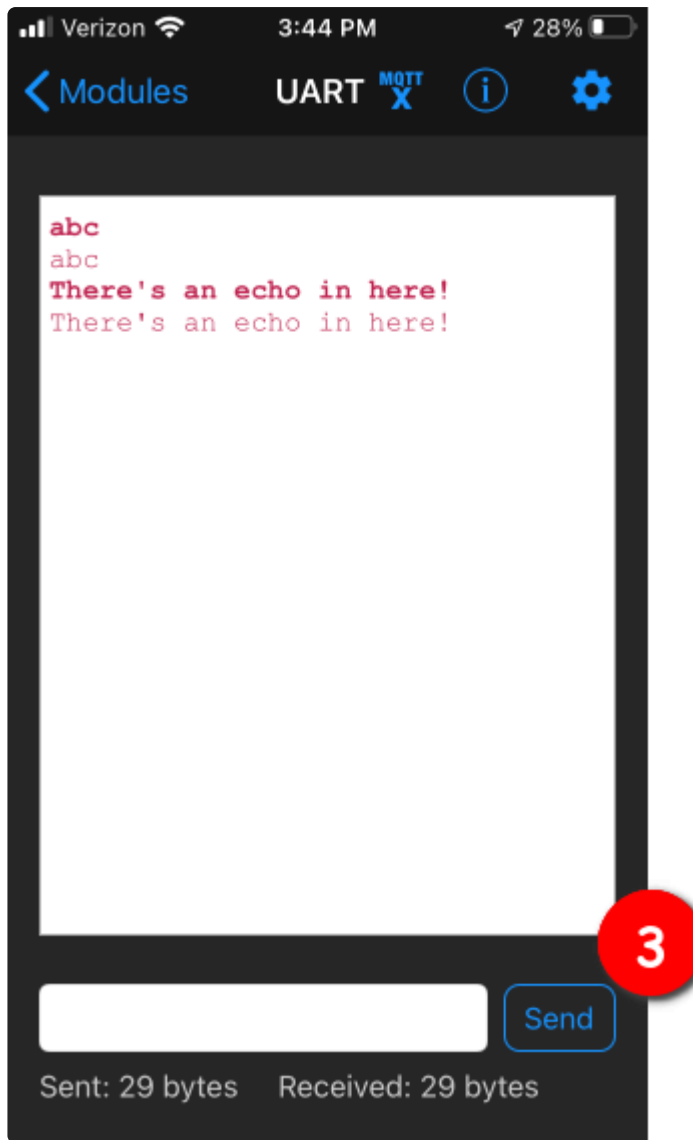 Verizon 3:44 PM 28%
Modules UART MQTT X i
abc
abc
There's an echo in here!
There's an echo in here!
3
Send
Sent: 29 bytes Received: 29 bytes